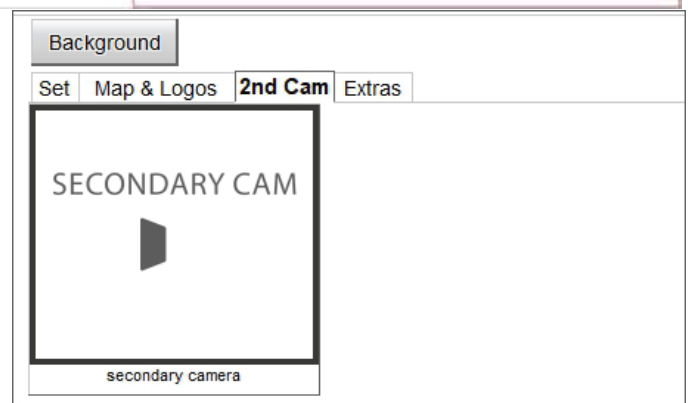 Background
Set Map & Logos 2nd Cam Extras
SECONDARY CAM
secondary camera